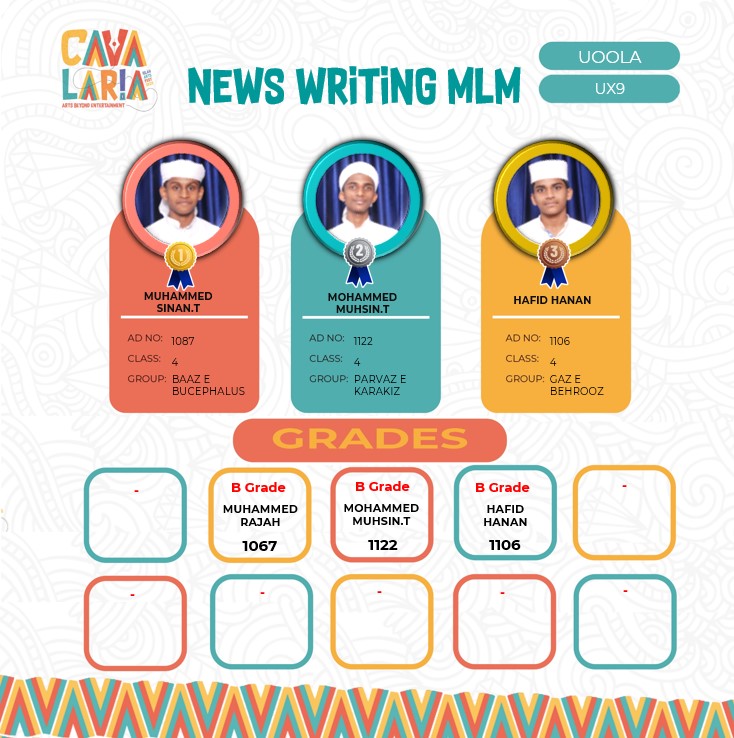 CAVA
LARiA
ARTS BEYOND ENTERTAINMENT
NEWS WRiTiNG MLM
UOOLA
UX9
1
MUHAMMED
SINAN.T
AD NO: 1087
CLASS: 4
GROUP: BAAZ E
BUCEPHALUS
2
MOHAMMED
MUHSIN.T
AD NO: 1122
CLASS: 4
GROUP: PARVAZ E
KARAKIZ
3
HAFID HANAN
AD NO: 1106
CLASS: 4
GROUP: GAZ E
BEHROOZ
GRADES
-
B Grade
MUHAMMED
RAJAH
1067
B Grade
MOHAMMED
MUHSIN.T
1122
B Grade
HAFID
HANAN
1106
-
-
-
-
-
-